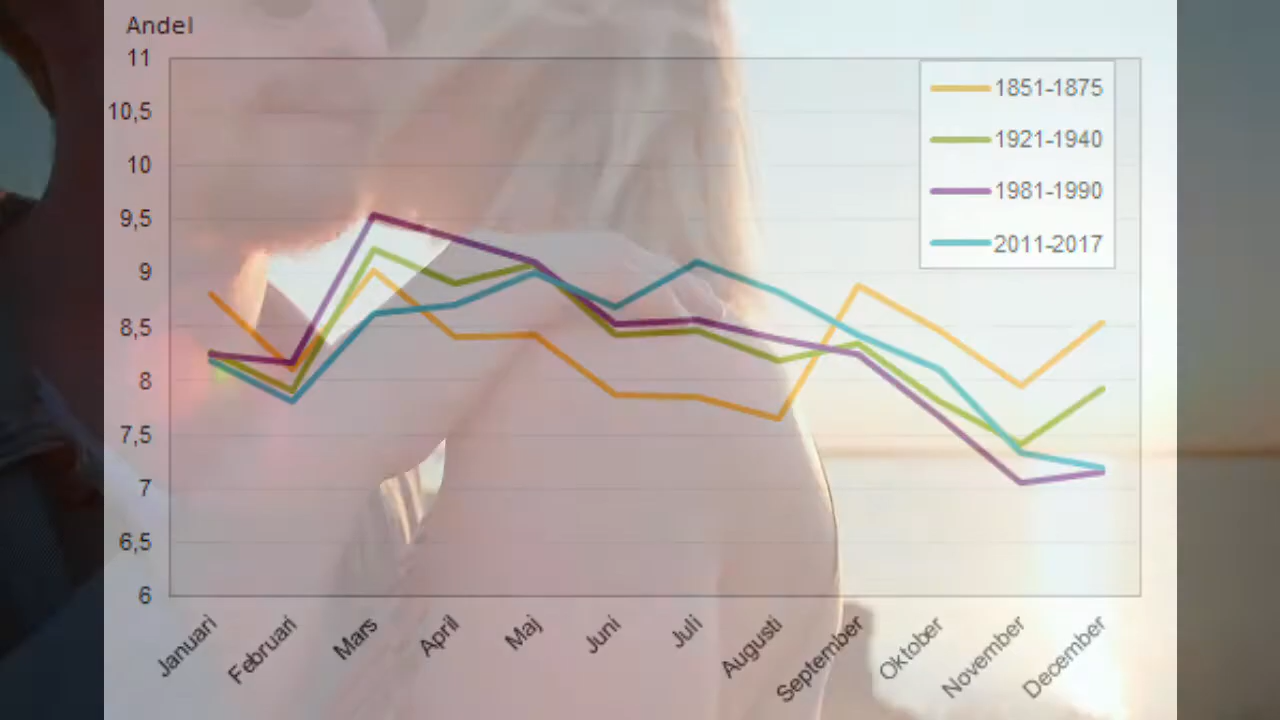 Andel
11
10,5
10
9,5
9
8,5
8
7,5
7
6,5
6
1851-1875
1921-1940
1981-1990
2011-2017
Januari
Februari
Mars
April
Maj
Juni
Juli
Augusti
September
Oktober
November
December